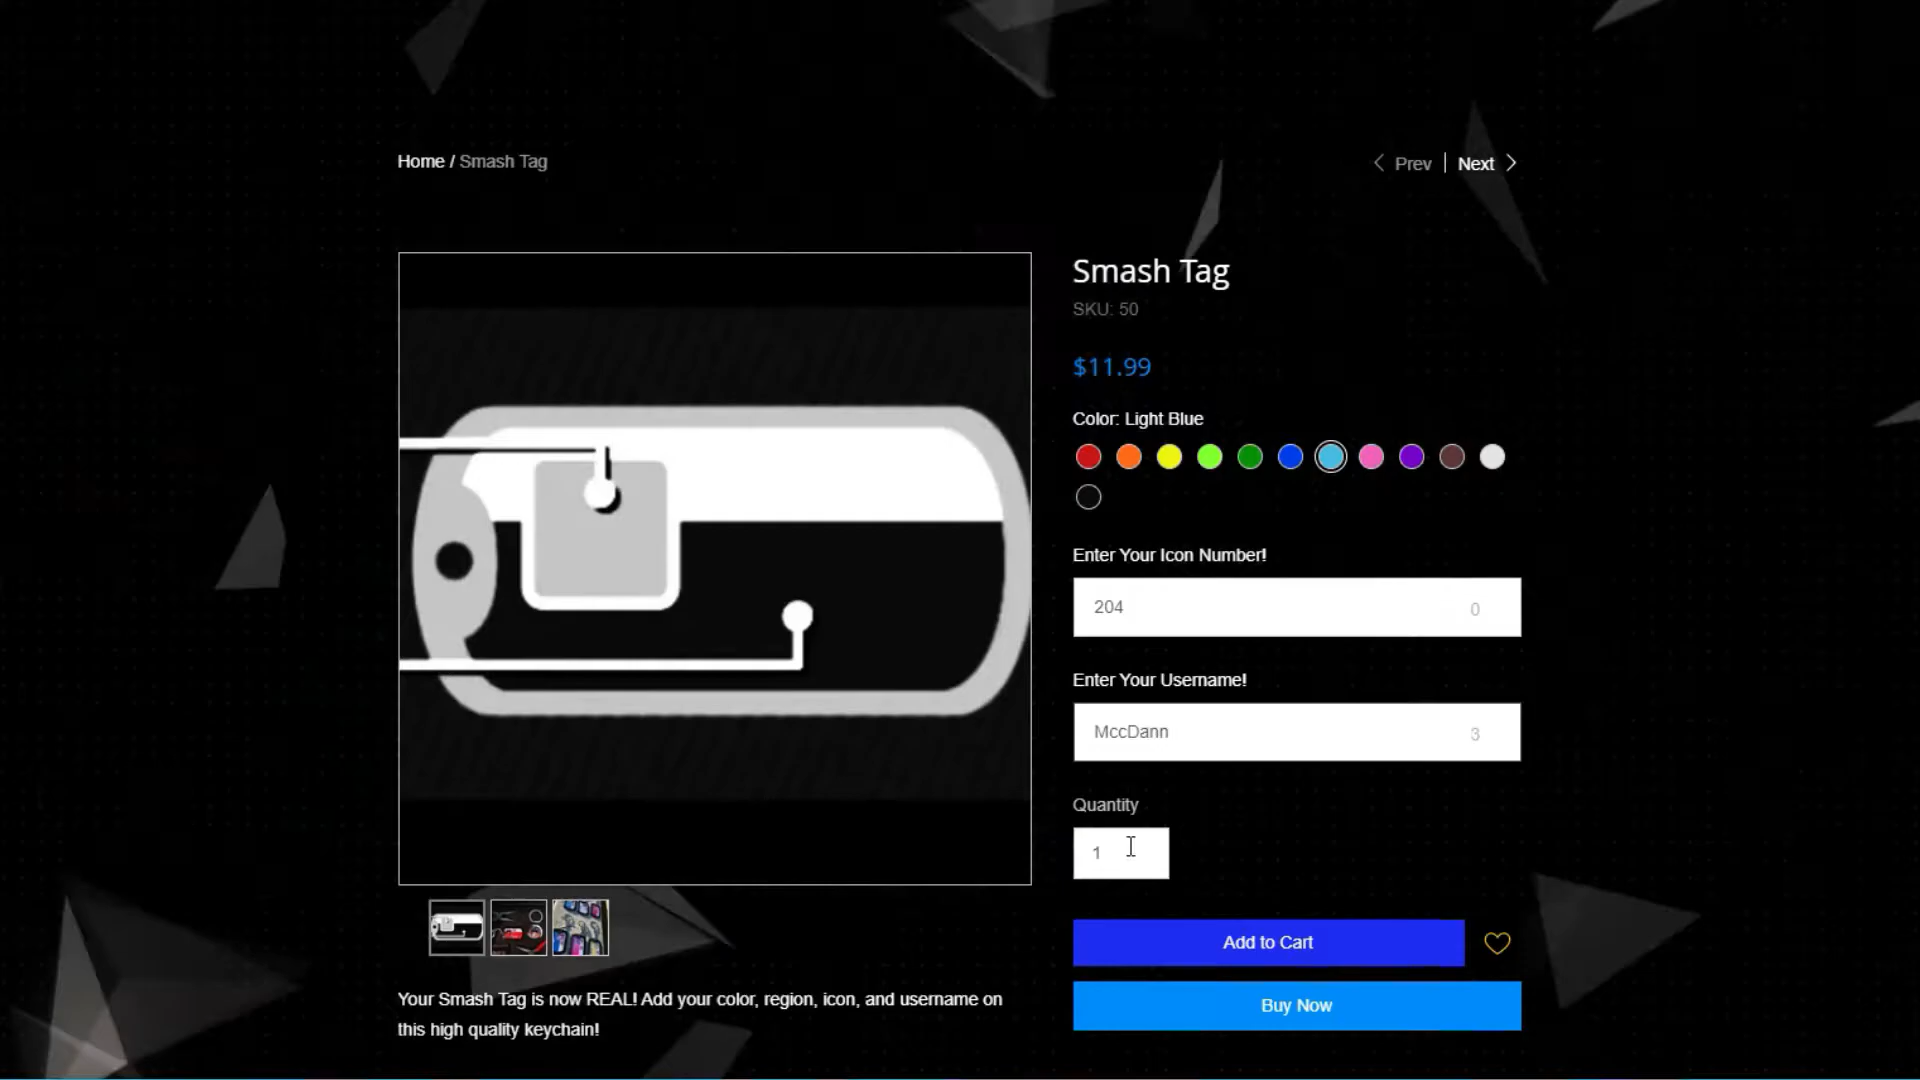 Home / Smash Tag
Prev | Next
Smash Tag
SKU: 50
$11.99
Color: Light Blue
Enter Your Icon Number!
204 0
Enter Your Username!
MccDann 3
Quantity
1
Add to Cart
Buy Now
Your Smash Tag is now REAL! Add your color, region, icon, and username on
this high quality keychain!